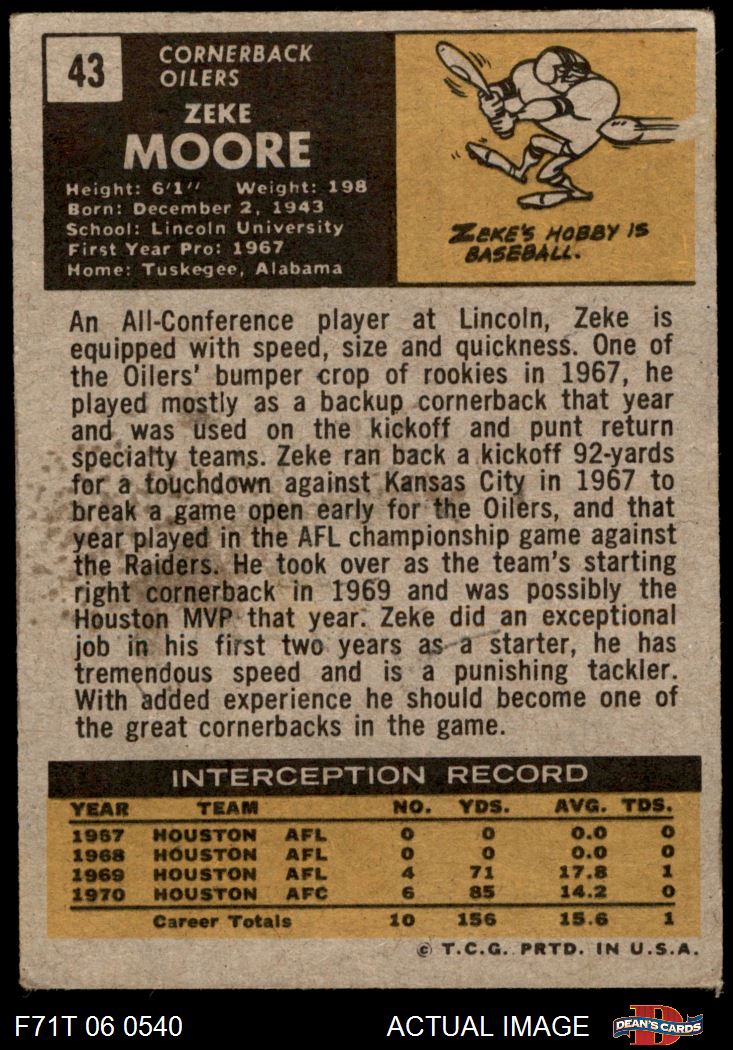 43
CORNERBACK
OILERS
ZEKE
MOORE
Height: 6'1" Weight: 198
Born: December 2, 1943
School: Lincoln University
First Year Pro: 1967
Home: Tuskegee, Alabama
ZEKE'S HOBBY IS
BASEBALL.
An All-Conference player at Lincoln, Zeke is
equipped with speed, size and quickness. One of
the Oilers' bumper crop of rookies in 1967, he
played mostly as a backup cornerback that year
and was used on the kickoff and punt return
specialty teams. Zeke ran back a kickoff 92-yards
for a touchdown against Kansas City in 1967 to
break a game open early for the Oilers, and that
year played in the AFL championship game against
the Raiders. He took over as the team's starting
right cornerback in 1969 and was possibly the
Houston MVP that year. Zeke did an exceptional
job in his first two years as a starter, he has
tremendous speed and is a punishing tackler.
With added experience he should become one of
the great cornerbacks in the game.
INTERCEPTION RECORD
YEAR TEAM NO. YDS. AVG. TDS.
1967 HOUSTON AFL 0 0 0.0 0
1968 HOUSTON AFL 0 0 0.0 0
1969 HOUSTON AFL 4 71 17.8 1
1970 HOUSTON AFC 6 85 14.2 0
Career Totals 10 156 15.6 1
© T.C.G. PRTD. IN U.S.A.
F71T 06 0540 ACTUAL IMAGE DEAN'S CARDS